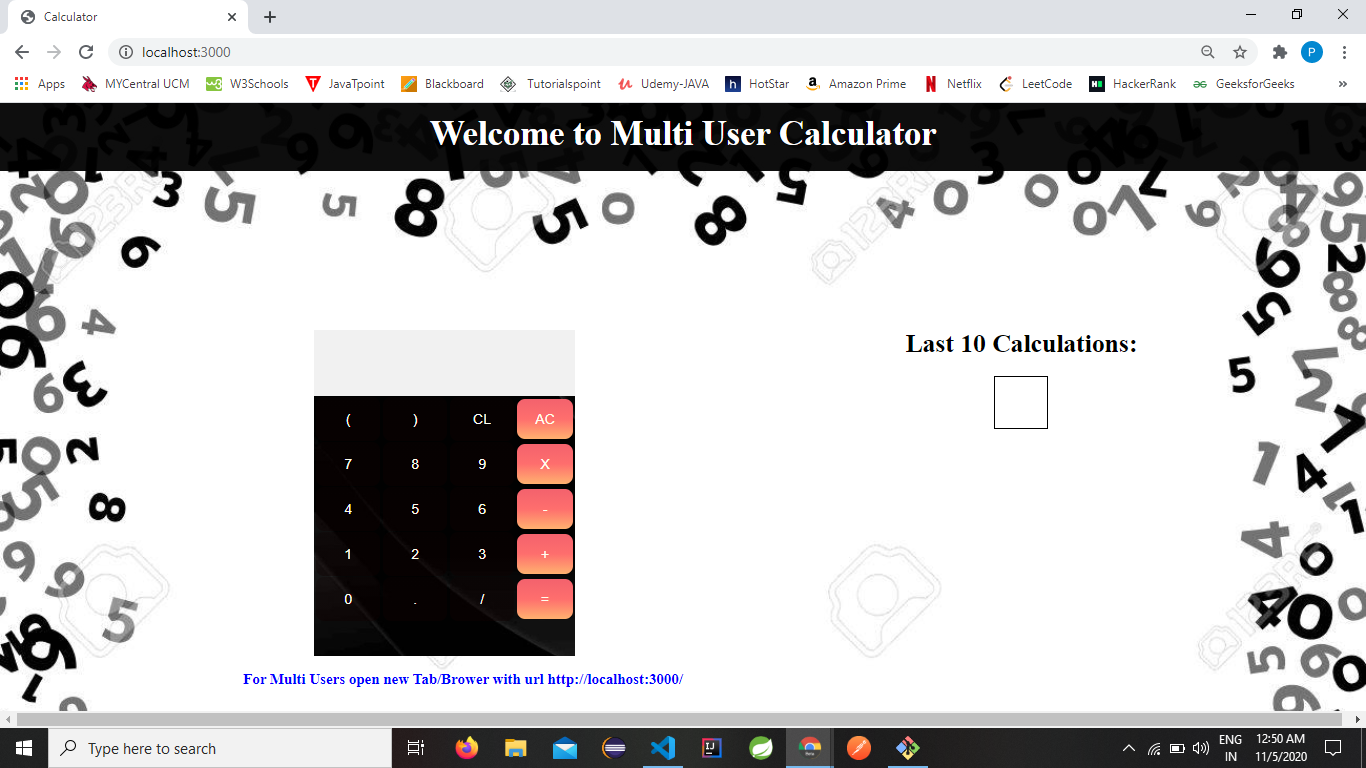 Calculator
localhost:3000
P
Apps MYCentral UCM W3Schools JavaTpoint Blackboard Tutorialspoint Udemy-JAVA HotStar Amazon Prime Netflix LeetCode HackerRank GeeksforGeeks »
Welcome to Multi User Calculator
Last 10 Calculations:
( ) CL AC
7 8 9 X
4 5 6 -
1 2 3 +
0 . / =
For Multi Users open new Tab/Brower with url http://localhost:3000/
Type here to search
ENG
IN
12:50 AM
11/5/2020